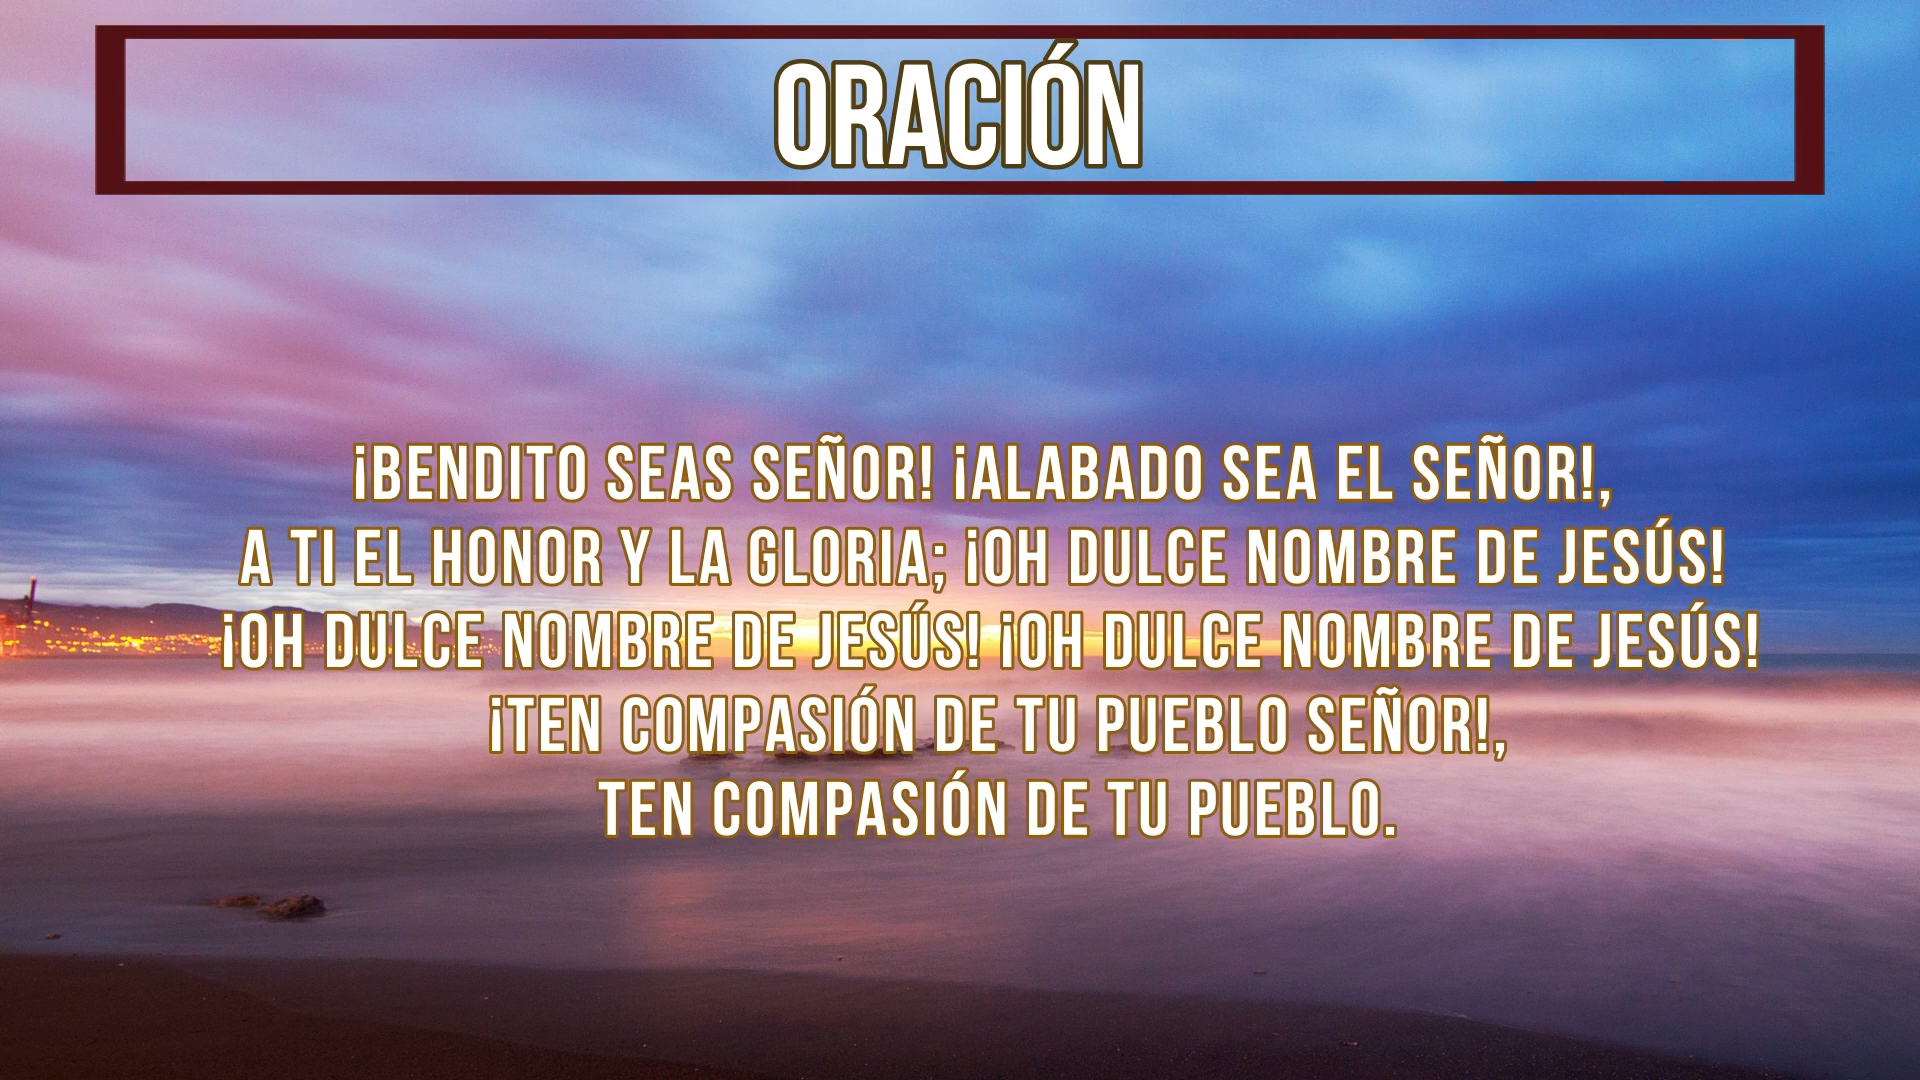 ORACIÓN
¡BENDITO SEAS SEÑOR! ¡ALABADO SEA EL SEÑOR!,
A TI EL HONOR Y LA GLORIA; ¡OH DULCE NOMBRE DE JESÚS!
¡OH DULCE NOMBRE DE JESÚS! ¡OH DULCE NOMBRE DE JESÚS!
¡TEN COMPASIÓN DE TU PUEBLO SEÑOR!,
TEN COMPASIÓN DE TU PUEBLO.